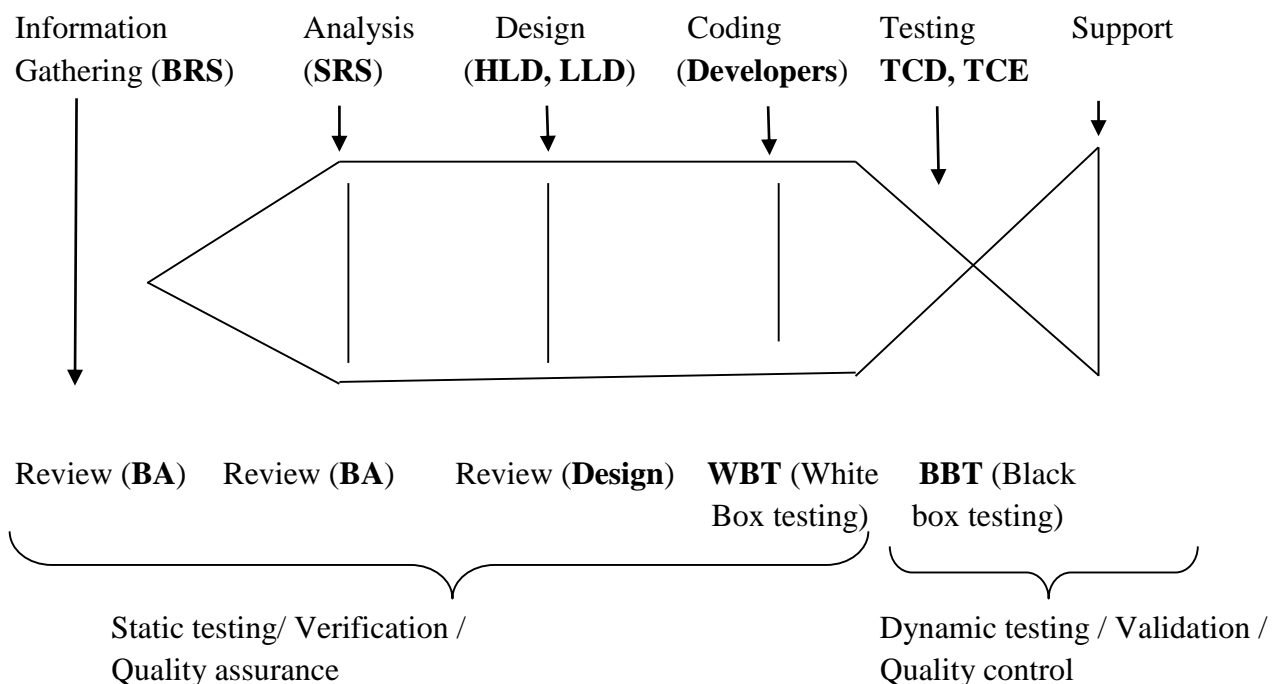 Information Analysis Design Coding Testing Support
Gathering (BRS) (SRS) (HLD, LLD) (Developers) TCD, TCE
Review (BA) Review (BA) Review (Design) WBT (White BBT (Black
Box testing) box testing)
Static testing/ Verification / Dynamic testing / Validation /
Quality assurance Quality control